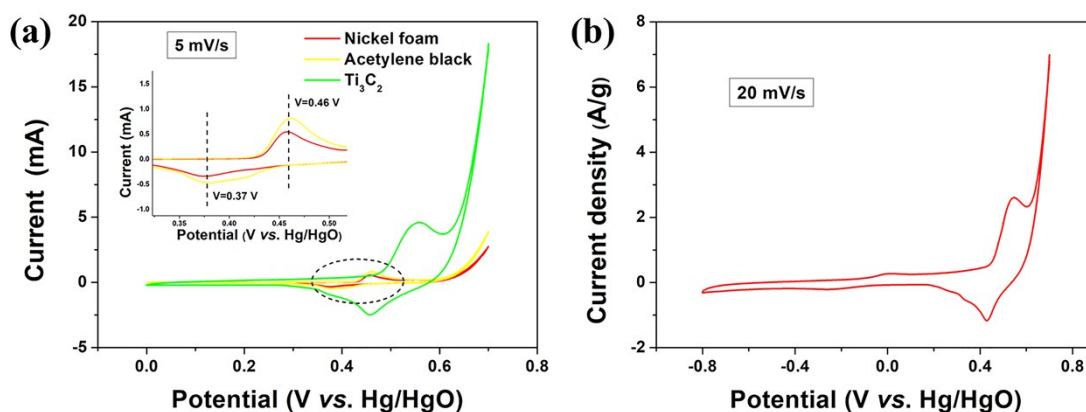 (a)
5 mV/s
Nickel foam
Acetylene black
Ti₃C₂
20
15
10
5
0
-5
0.0
0.2
0.4
0.6
0.8
Current (mA)
Potential (V vs. Hg/HgO)
1.5
1.0
0.5
0.0
-0.5
-1.0
0.35
0.40
0.45
0.50
Current (mA)
Potential (V vs. Hg/HgO)
V=0.46 V
V=0.37 V
(b)
20 mV/s
8
6
4
2
0
-2
-0.8
-0.4
0.0
0.4
0.8
Current density (A/g)
Potential (V vs. Hg/HgO)